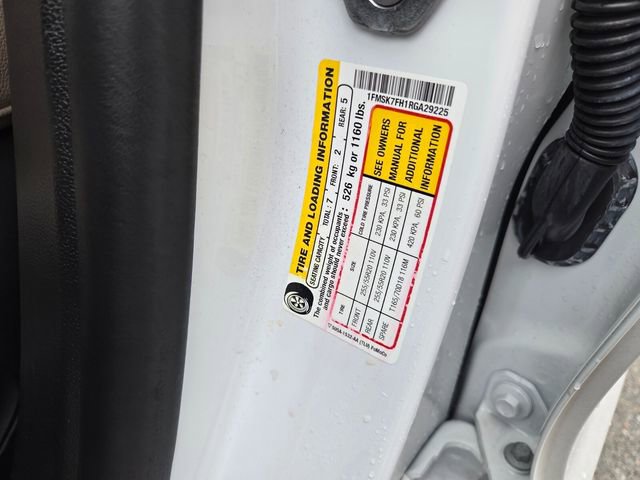 1FMSK7FH1RGA29225
TIRE AND LOADING INFORMATION
SEATING CAPACITY TOTAL: 7 FRONT: 2 REAR: 5
The combined weight of occupants and cargo should never exceed: 526 kg or 1160 lbs.
TIRE SIZE COLD TIRE PRESSURE
FRONT 255/55R20 110V 230 KPA, 33 PSI
REAR 255/55R20 110V 230 KPA, 33 PSI
SPARE T165/70D18 116M 420 KPA, 60 PSI
SEE OWNERS
MANUAL FOR
ADDITIONAL
INFORMATION